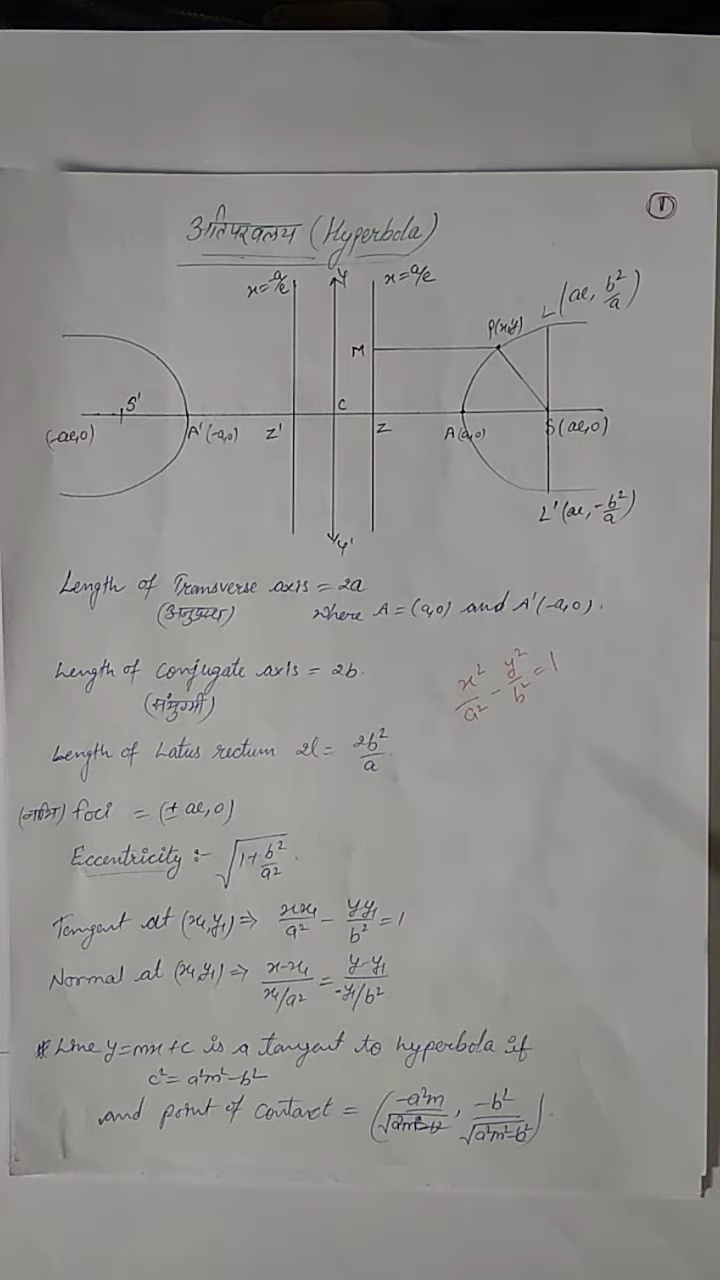 1
अतिपरवलय (Hyperbola)
x=-a/e
Y
x=a/e
L (ae, b²/a)
P(x,y)
M
S'
C
(-ae,0)
A'(-a,0)
Z'
Z
A(a,0)
S(ae,0)
L'(ae, -b²/a)
Y'
Length of Transverse axis = 2a
(अनुप्रस्थ) where A = (a,0) and A'(-a,0).
Length of conjugate axis = 2b.
(संयुग्मी)
x²/a² - y²/b² = 1
Length of Latus rectum 2l = 2b²/a.
(नाभि) foci = (± ae,0)
Eccentricity :- √(1+b²/a²).
Tangent at (x₁,y₁) ⇒ xx₁/a² - yy₁/b² = 1
Normal at (x₁,y₁) ⇒ x-x₁/x₁/a² = y-y₁/-y₁/b²
# Line y=mx+c is a tangent to hyperbola if
c² = a²m²-b²
and point of contact = (-a²m/√a²m²-b², -b²/√a²m²-b²).